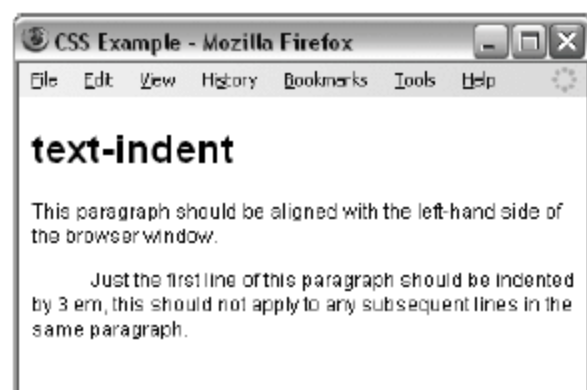 CSS Example - Mozilla Firefox
File Edit View History Bookmarks Tools Help
text-indent
This paragraph should be aligned with the left-hand side of
the browser window.
Just the first line of this paragraph should be indented
by 3 em, this should not apply to any subsequent lines in the
same paragraph.